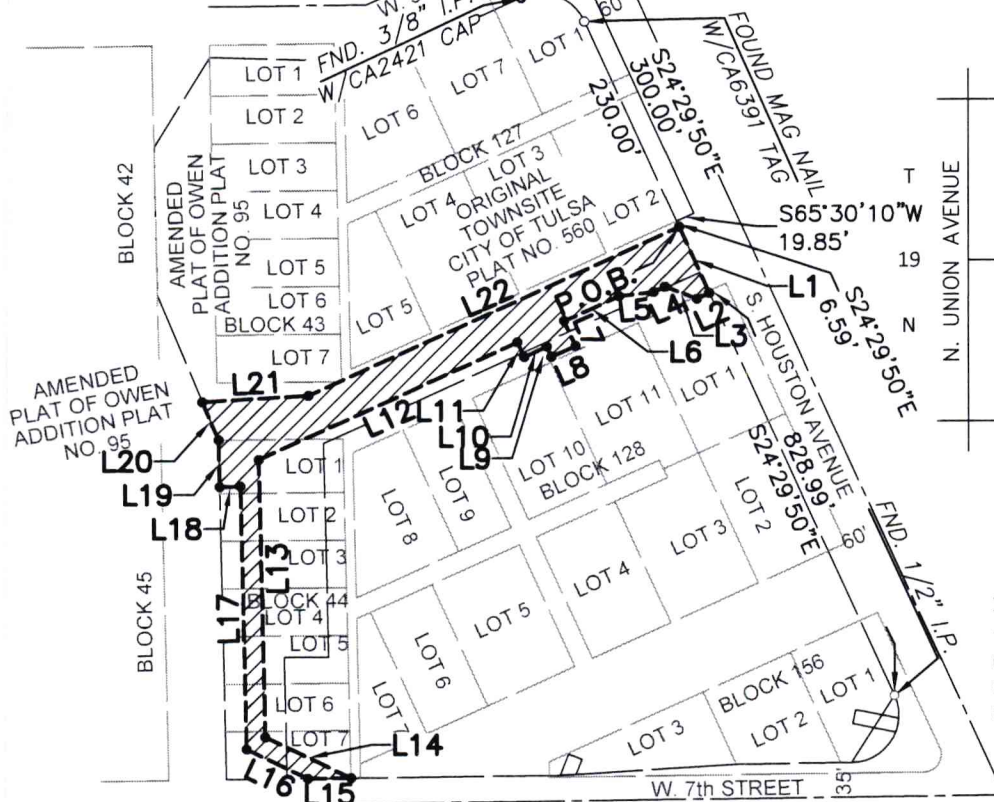 FND. 3/8" I.P.
W/CA2421 CAP
60'
FOUND MAG NAIL
W/CA6391 TAG
S24°29'50"E
300.00'
230.00'
LOT 1
LOT 2
LOT 3
LOT 4
LOT 5
LOT 6
BLOCK 43
LOT 7
BLOCK 42
AMENDED
PLAT OF OWEN
ADDITION PLAT
NO. 95
LOT 6
LOT 7
LOT 1
BLOCK 127
LOT 3
LOT 4
ORIGINAL
TOWNSITE
CITY OF TULSA
PLAT NO. 560
LOT 2
LOT 5
S65°30'10"W
19.85'
S24°29'50"E
6.59'
T
19
N
N. UNION AVENUE
L22
P.O.B.
L1
L2
L3
L4
L5
L6
L7
L8
L9
L10
L11
L12
L21
AMENDED
PLAT OF OWEN
ADDITION PLAT
NO. 95
L20
L19
L18
L17
L13
L14
L16
L15
BLOCK 45
LOT 1
LOT 2
LOT 3
BLOCK 44
LOT 4
LOT 5
LOT 6
LOT 7
LOT 8
LOT 9
LOT 10
LOT 11
LOT 1
BLOCK 128
LOT 2
LOT 3
LOT 4
LOT 5
LOT 6
LOT 7
S HOUSTON AVENUE
828.99'
S24°29'50"E
60'
FND. 1/2" I.P.
BLOCK 156
LOT 1
LOT 2
LOT 3
W. 7th STREET
35'